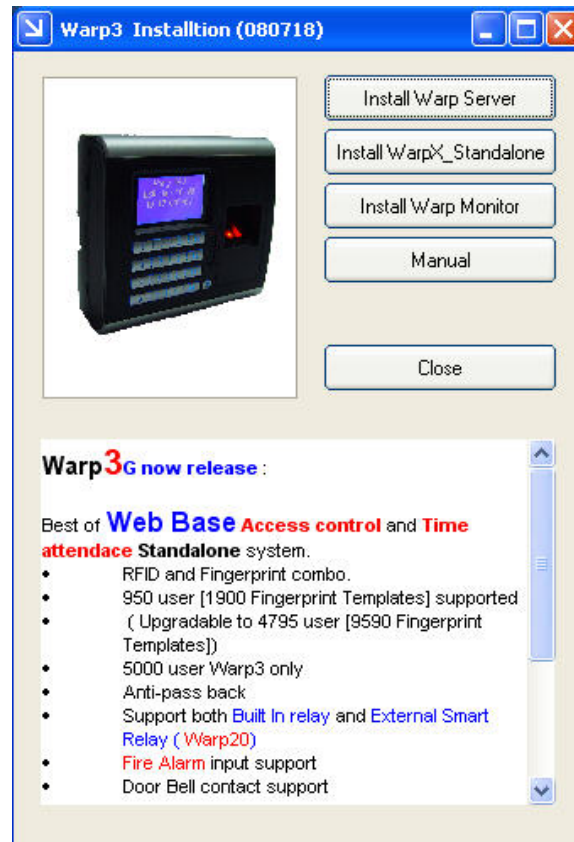 Warp3 Installtion (080718)
Install Warp Server
Install WarpX_Standalone
Install Warp Monitor
Manual
Close
Warp3G now release :
Best of Web Base Access control and Time
attendace Standalone system.
• RFID and Fingerprint combo.
• 950 user [1900 Fingerprint Templates] supported
• ( Upgradable to 4795 user [9590 Fingerprint
Templates])
• 5000 user Warp3 only
• Anti-pass back
• Support both Built In relay and External Smart
Relay ( Warp20)
• Fire Alarm input support
• Door Bell contact support